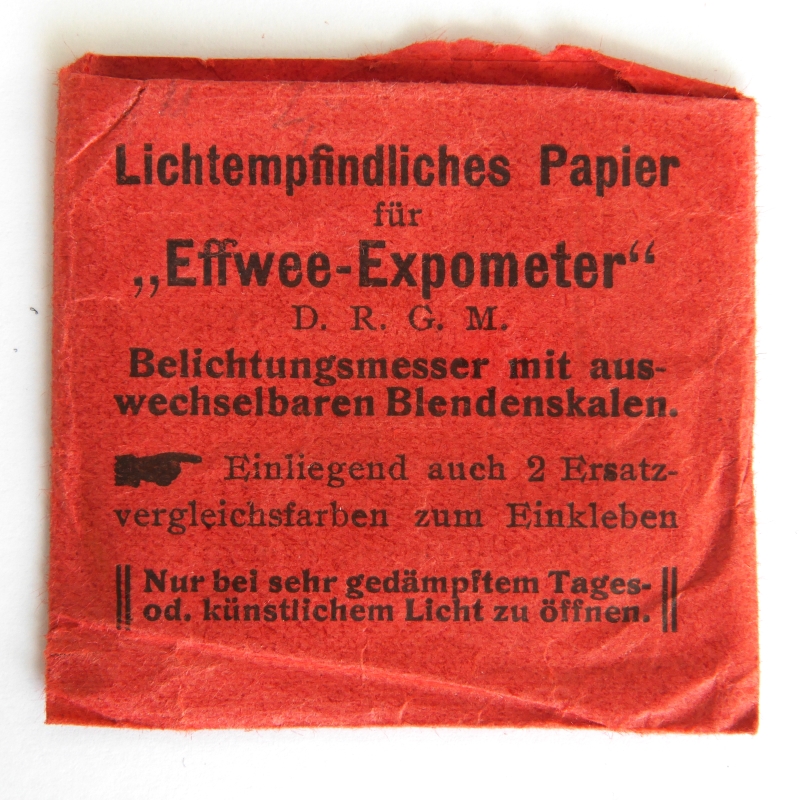 Lichtempfindliches Papier
für
„Effwee-Expometer“
D. R. G. M.
Belichtungsmesser mit aus-
wechselbaren Blendenskalen.
Einliegend auch 2 Ersatz-
vergleichsfarben zum Einkleben
Nur bei sehr gedämpftem Tages-
od. künstlichem Licht zu öffnen.